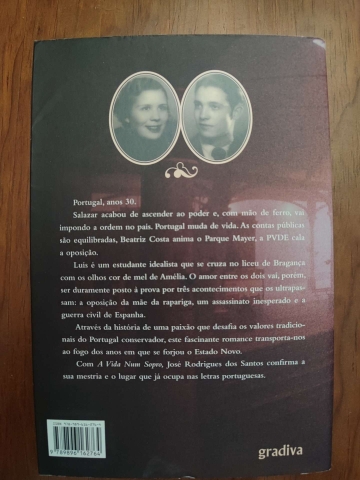 Portugal, anos 30.
Salazar acabou de ascender ao poder e, com mão de ferro, vai
impondo a ordem no país. Portugal muda de vida. As contas públicas
são equilibradas, Beatriz Costa anima o Parque Mayer, a PVDE cala
a oposição.
Luís é um estudante idealista que se cruza no liceu de Bragança
com os olhos cor de mel de Amélia. O amor entre os dois vai, porém,
ser duramente posto à prova por três acontecimentos que os ultrapas-
sam: a oposição da mãe da rapariga, um assassinato inesperado e a
guerra civil de Espanha.
Através da história de uma paixão que desafia os valores tradicio-
nais do Portugal conservador, este fascinante romance transporta-nos
ao fogo dos anos em que se forjou o Estado Novo.
Com A Vida Num Sopro, José Rodrigues dos Santos confirma a
sua mestria e o lugar que já ocupa nas letras portuguesas.
9 789896 162764
gradiva